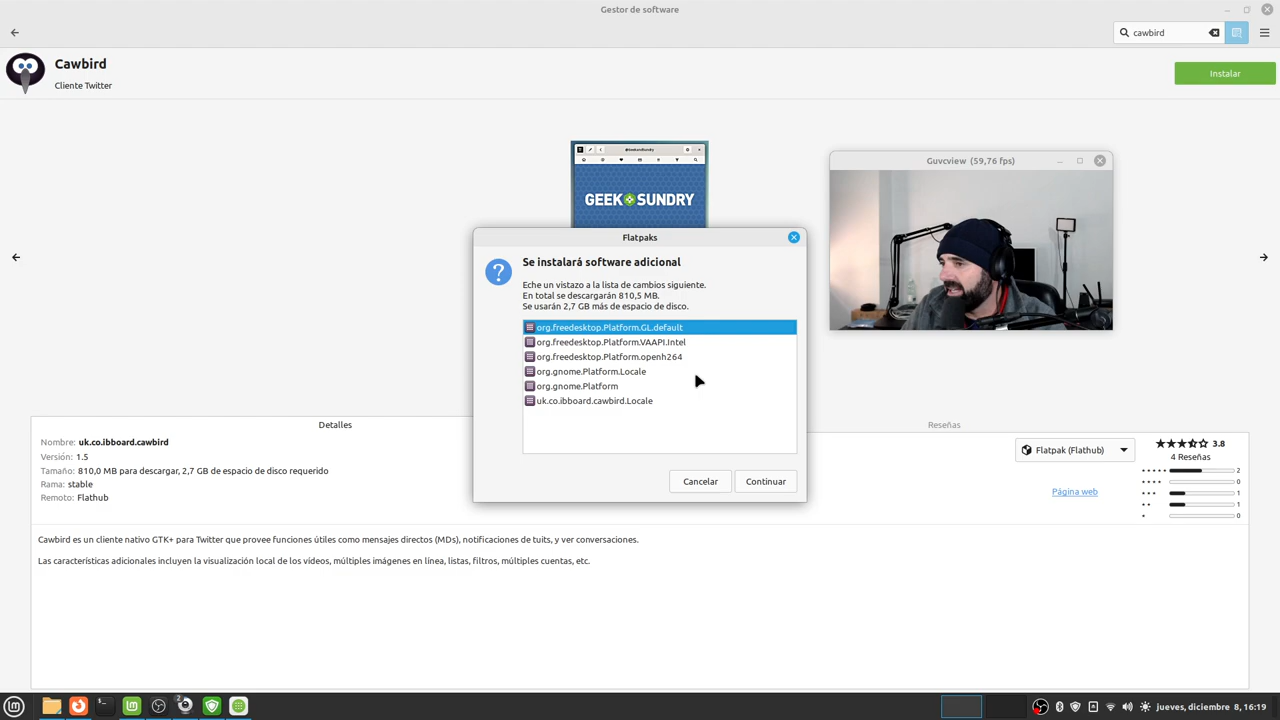 Gestor de software
cawbird
Cawbird
Cliente Twitter
Instalar
@GeekandSundry
GEEK SUNDRY
Guvcview (59,76 fps)
Flatpaks
Se instalará software adicional
Eche un vistazo a la lista de cambios siguiente.
En total se descargarán 810,5 MB.
Se usarán 2,7 GB más de espacio de disco.
org.freedesktop.Platform.GL.default
org.freedesktop.Platform.VAAPI.Intel
org.freedesktop.Platform.openh264
org.gnome.Platform.Locale
org.gnome.Platform
uk.co.ibboard.cawbird.Locale
Cancelar
Continuar
Detalles
Reseñas
Nombre: uk.co.ibboard.cawbird
Versión: 1.5
Tamaño: 810,0 MB para descargar, 2,7 GB de espacio de disco requerido
Rama: stable
Remoto: Flathub
Flatpak (Flathub)
3.8
4 Reseñas
2
0
1
1
0
Página web
Cawbird es un cliente nativo GTK+ para Twitter que provee funciones útiles como mensajes directos (MDs), notificaciones de tuits, y ver conversaciones.
Las características adicionales incluyen la visualización local de los vídeos, múltiples imágenes en línea, listas, filtros, múltiples cuentas, etc.
2
jueves, diciembre 8, 16:19